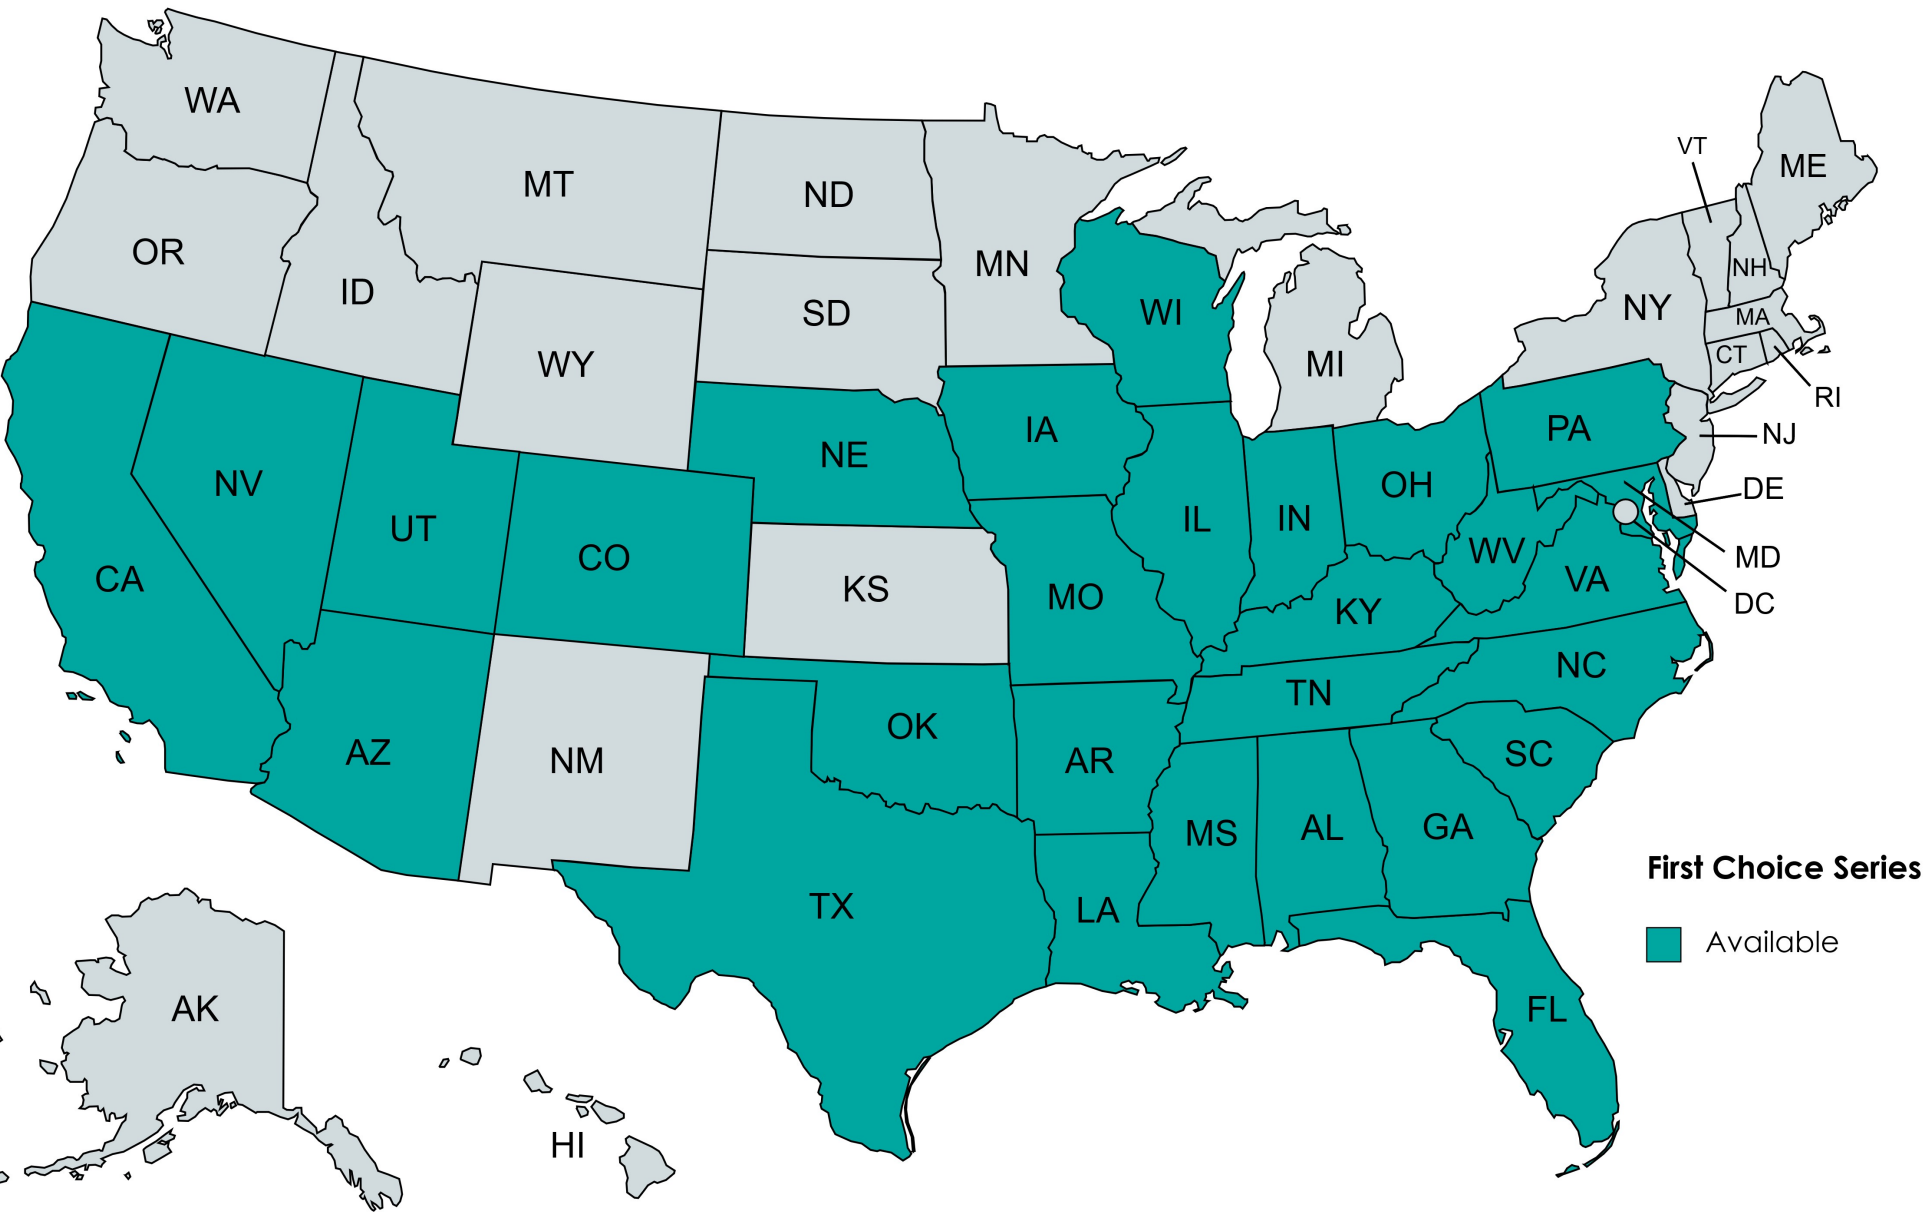 WA
VT
ME
MT
ND
OR
MN
NH
ID
NY
SD
WI
MA
CT
WY
MI
RI
PA
IA
NJ
NE
NV
OH
DE
IL
IN
UT
WV
CO
MD
CA
VA
KS
MO
DC
KY
NC
TN
OK
AZ
SC
NM
AR
GA
AL
MS
First Choice Series
TX
LA
Available
AK
FL
HI